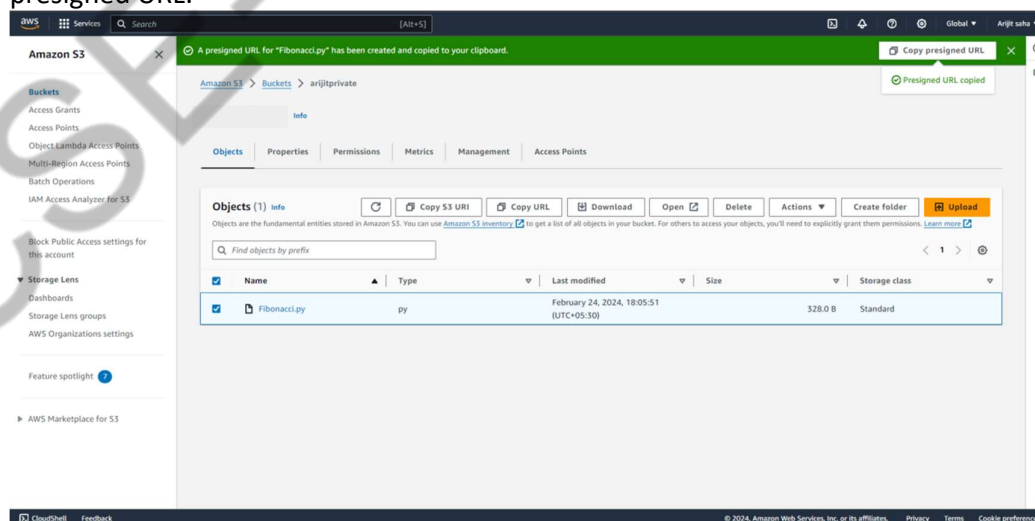 presigned URL.
aws Services Search [Alt+S] Global Arijit saha
Amazon S3
A presigned URL for "Fibonacci.py" has been created and copied to your clipboard. Copy presigned URL
Presigned URL copied
Amazon S3 > Buckets > arijitprivate
Info
Buckets
Access Grants
Access Points
Object Lambda Access Points
Multi-Region Access Points
Batch Operations
IAM Access Analyzer for S3
Block Public Access settings for
this account
Storage Lens
Dashboards
Storage Lens groups
AWS Organizations settings
Feature spotlight 7
AWS Marketplace for S3
Objects Properties Permissions Metrics Management Access Points
Objects (1) Info Copy S3 URI Copy URL Download Open Delete Actions Create folder Upload
Objects are the fundamental entities stored in Amazon S3. You can use Amazon S3 inventory to get a list of all objects in your bucket. For others to access your objects, you'll need to explicitly grant them permissions. Learn more
Find objects by prefix
< 1 >
Name Type Last modified Size Storage class
Fibonacci.py py February 24, 2024, 18:05:51 (UTC+05:30) 328.0 B Standard
CloudShell Feedback © 2024, Amazon Web Services, Inc. or its affiliates. Privacy Terms Cookie preferences